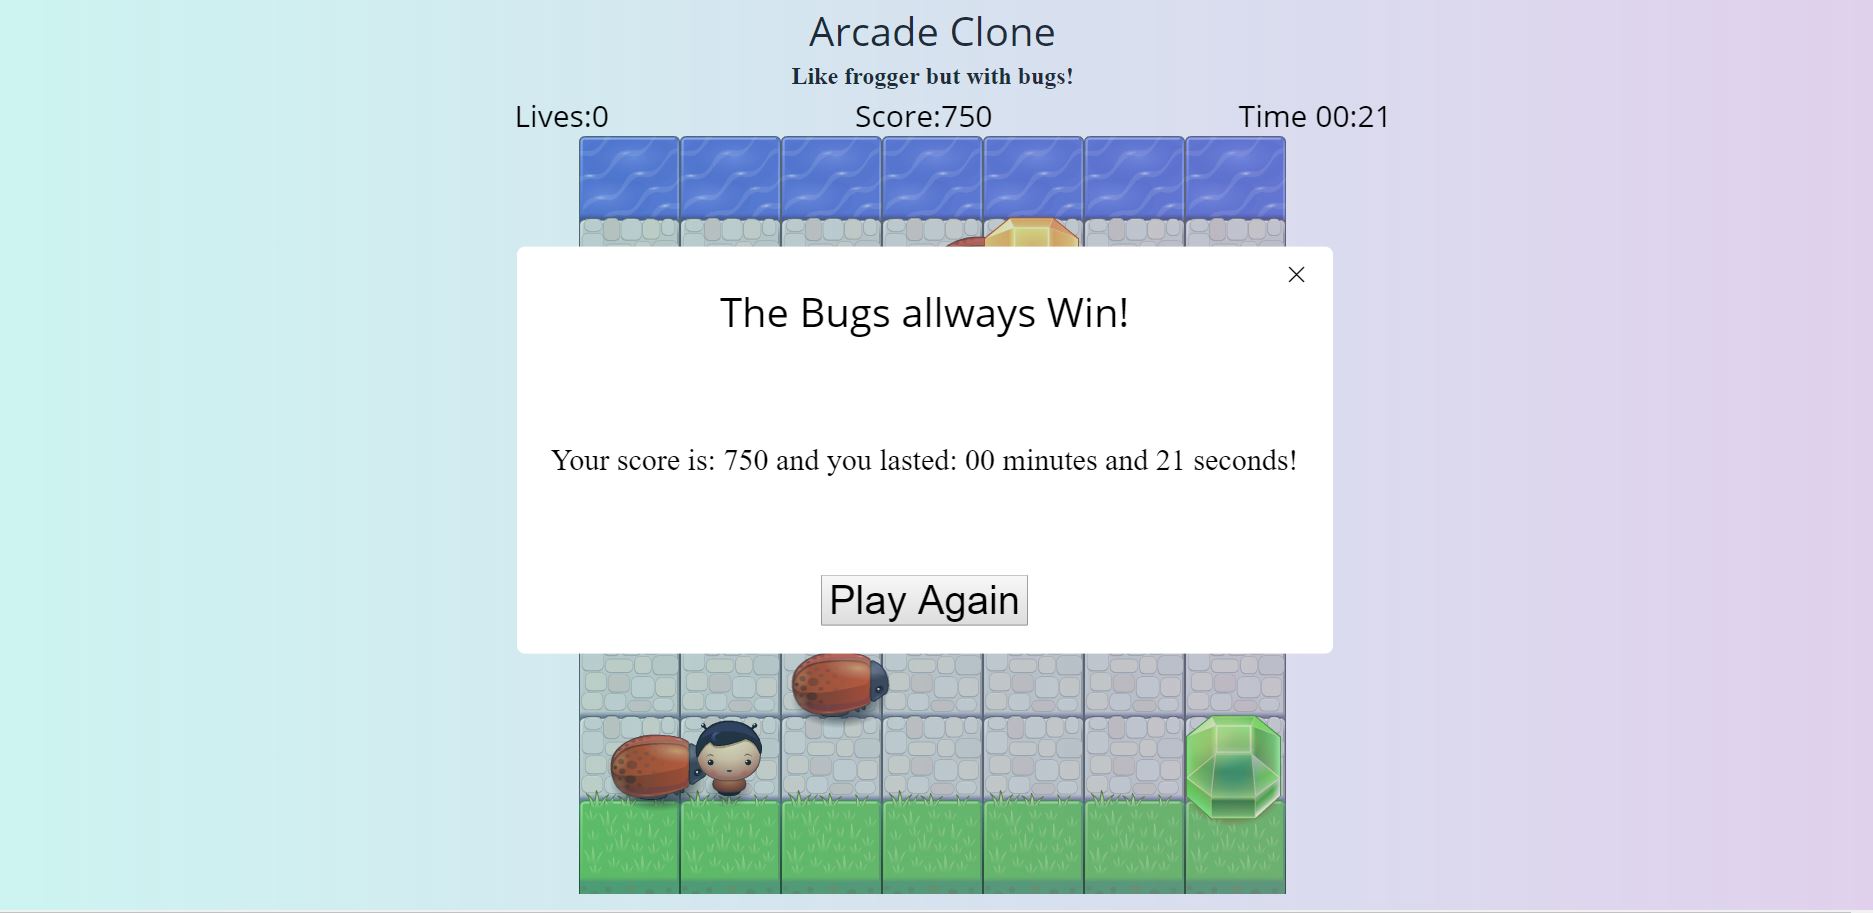 Arcade Clone
Like frogger but with bugs!
Lives:0 Score:750 Time 00:21
The Bugs allways Win!
Your score is: 750 and you lasted: 00 minutes and 21 seconds!
Play Again